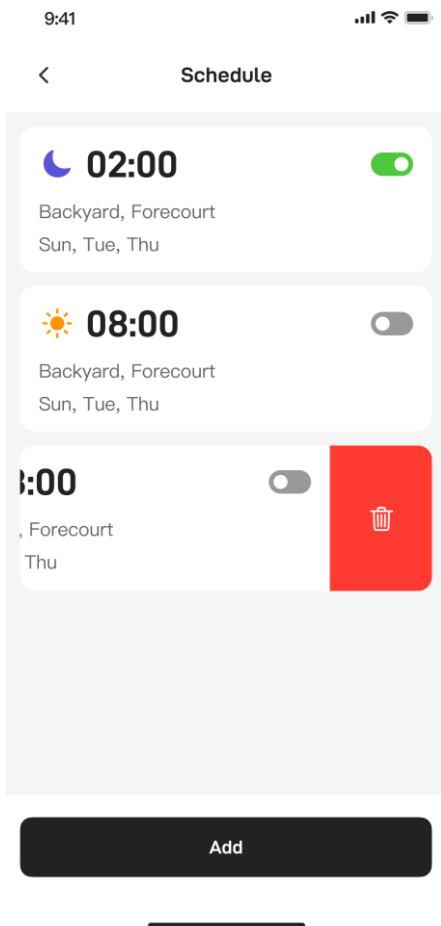 9:41
Schedule
02:00
Backyard, Forecourt
Sun, Tue, Thu
08:00
Backyard, Forecourt
Sun, Tue, Thu
:00
, Forecourt
Thu
Add